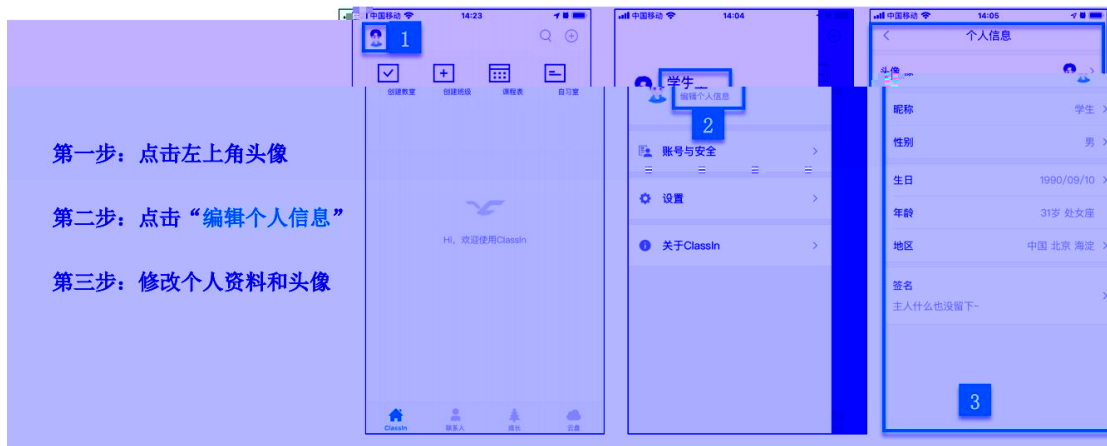 第一步：点击左上角头像
第二步：点击“编辑个人信息”
第三步：修改个人资料和头像
中国移动 14:23
1
创建教室 创建班级 课程表 自习室
Hi，欢迎使用ClassIn
ClassIn 联系人 成长 云盘
中国移动 14:04
学生
编辑个人信息
2
账号与安全
设置
关于ClassIn
中国移动 14:05
个人信息
头像
昵称 学生
性别 男
生日 1990/09/10
年龄 31岁 处女座
地区 中国 北京 海淀
签名
主人什么也没留下~
3